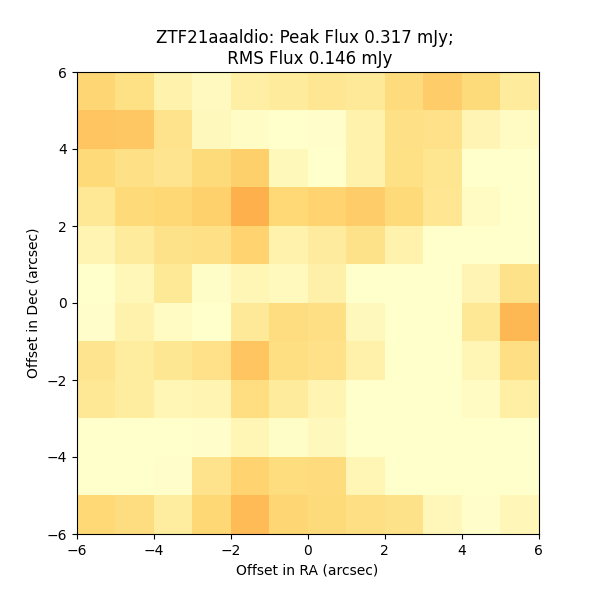 ZTF21aaaldio: Peak Flux 0.317 mJy;
RMS Flux 0.146 mJy
6
4
2
0
−2
−4
−6
Offset in Dec (arcsec)
−6 −4 −2 0 2 4 6
Offset in RA (arcsec)